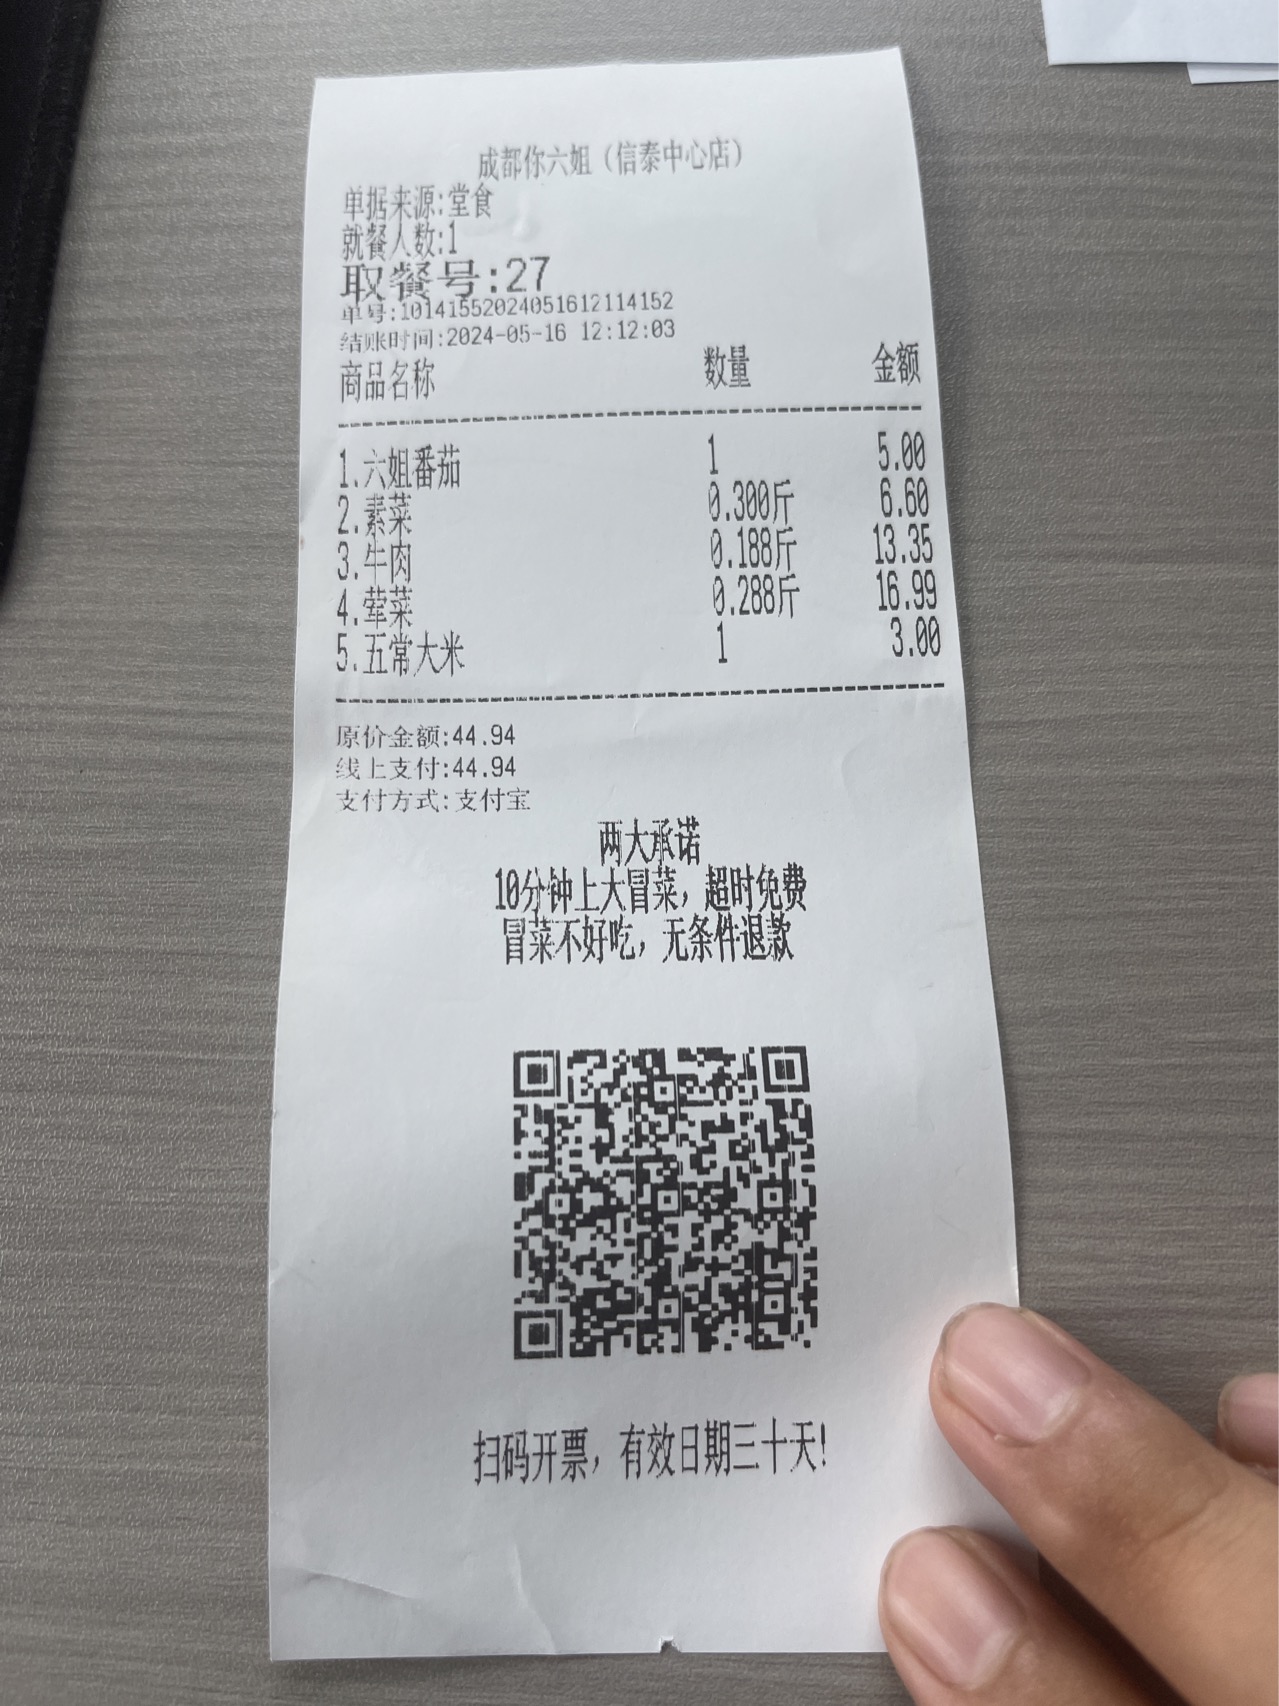 成都你六姐（信泰中心店）
单据来源:堂食
就餐人数:1
取餐号:27
单号:10141552024051612114152
结账时间:2024-05-16 12:12:03
商品名称 数量 金额
1.六姐番茄 1 5.00
2.素菜 0.300斤 6.60
3.牛肉 0.188斤 13.35
4.荤菜 0.288斤 16.99
5.五常大米 1 3.00
原价金额:44.94
线上支付:44.94
支付方式:支付宝
两大承诺
10分钟上大冒菜，超时免费
冒菜不好吃，无条件退款
扫码开票，有效日期三十天!